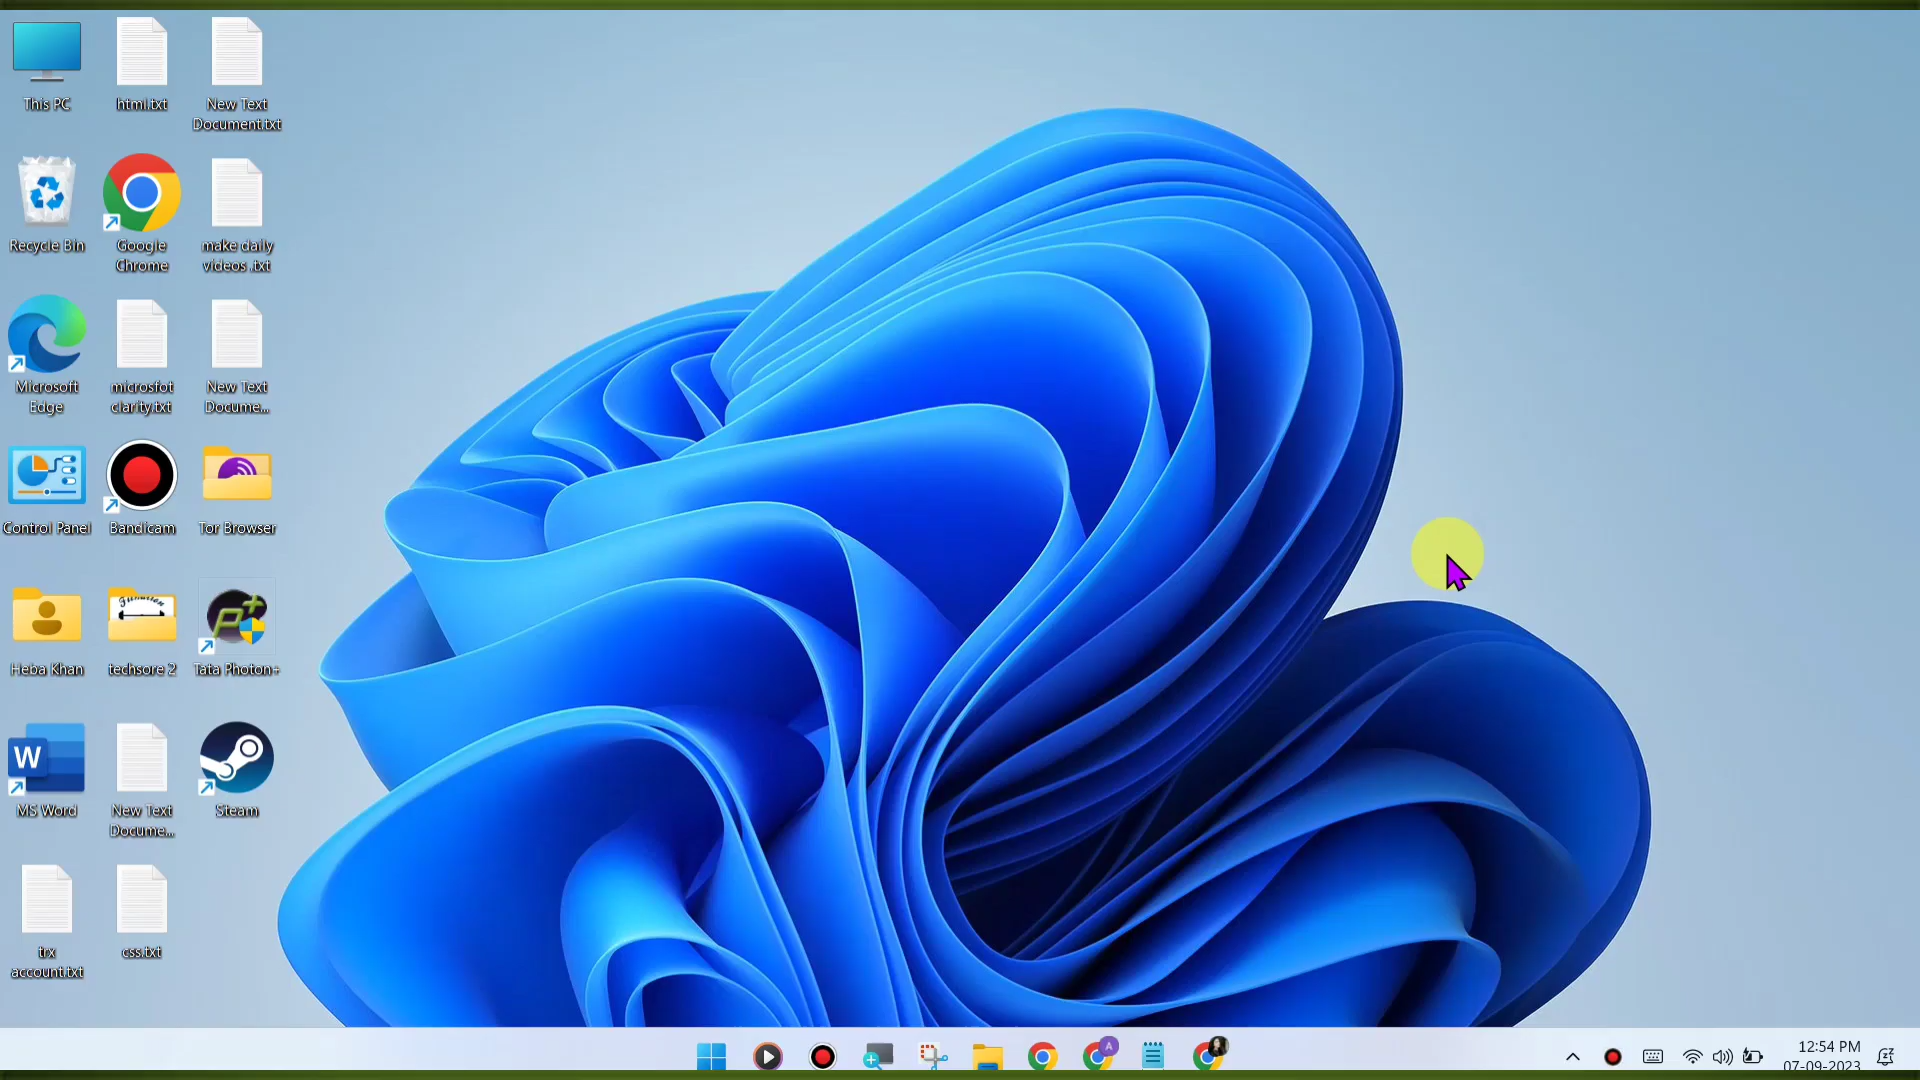 This PC
html.txt
New Text
Document.txt
Recycle Bin
Google
Chrome
make daily
videos .txt
Microsoft
Edge
microsfot
clarity.txt
New Text
Docume...
Control Panel
Bandicam
Tor Browser
Function
Heba Khan
techsore 2
Tata Photon+
W
MS Word
New Text
Docume...
Steam
trx
account.txt
css.txt
A
12:54 PM
07-09-2023